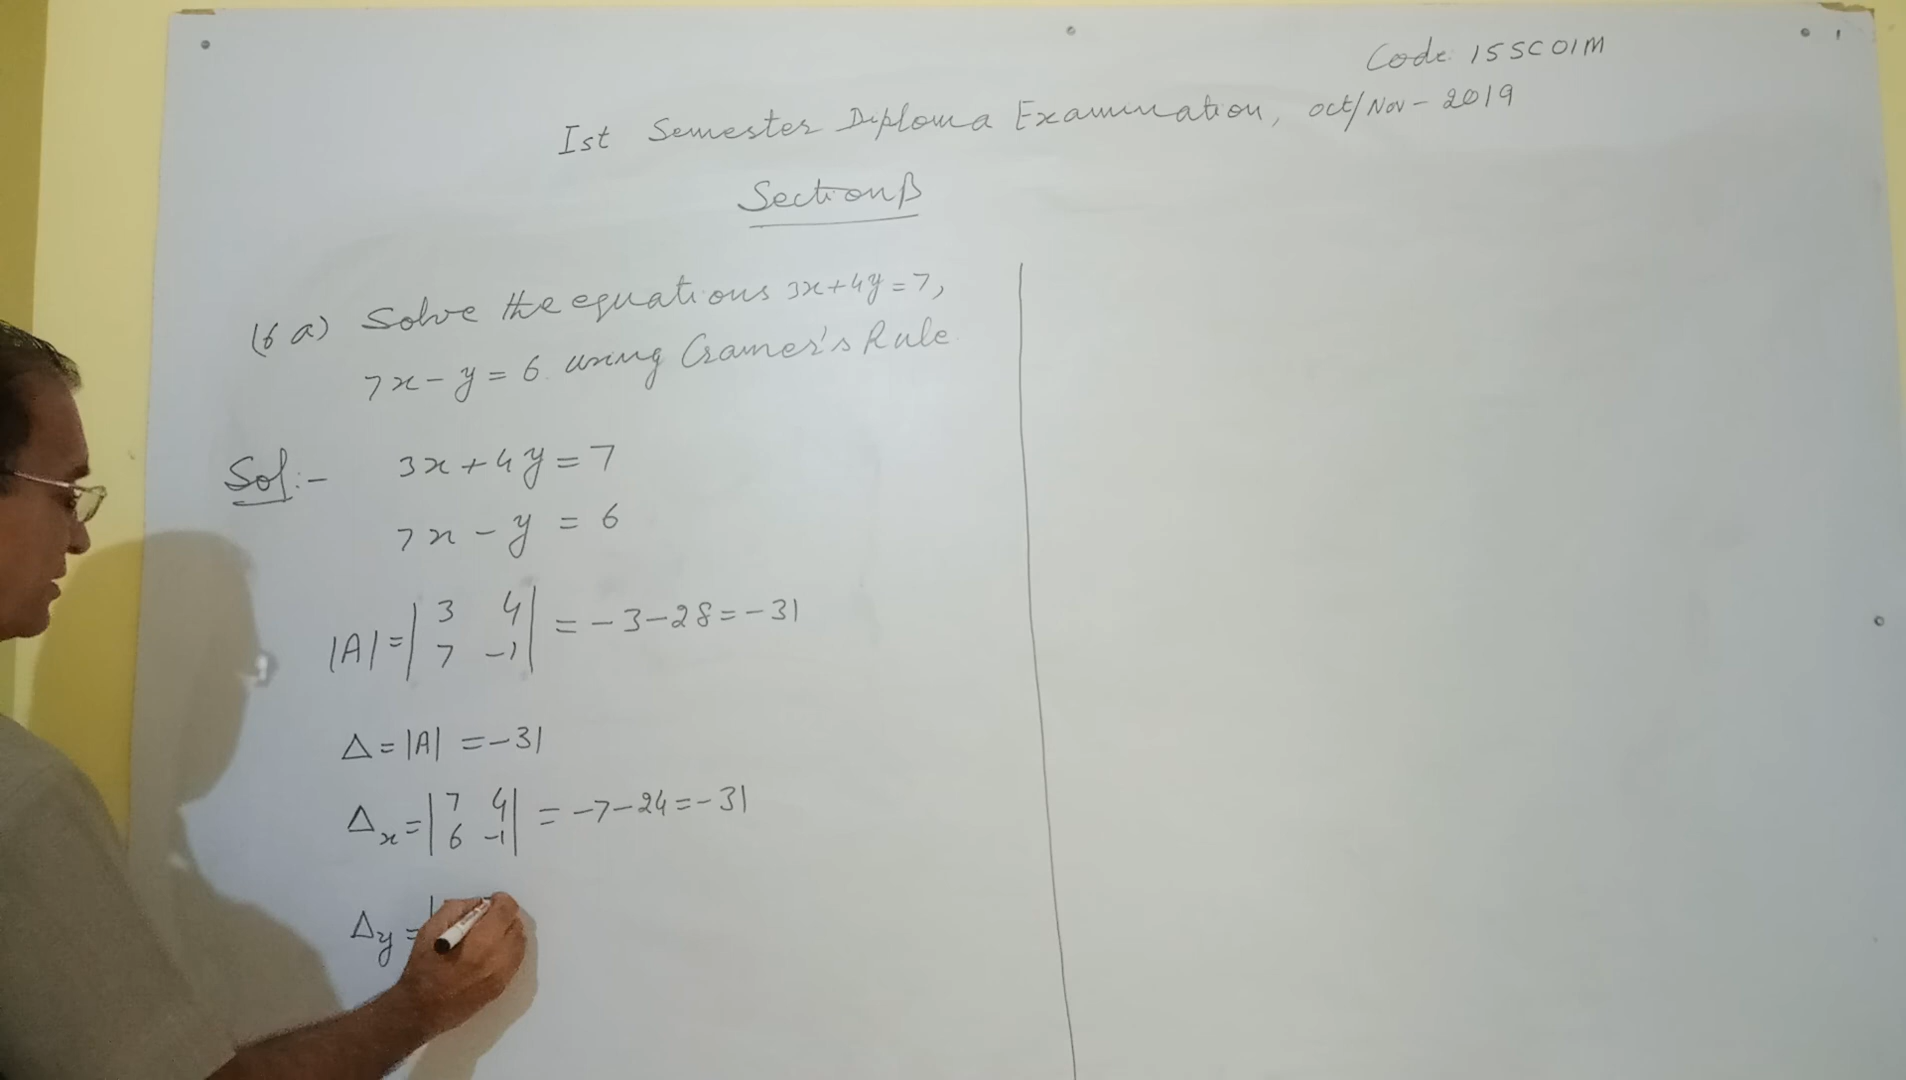 Code: 15SC01M
Ist Semester Diploma Examination, oct/Nov-2019
Section B
(6 a) Solve the equations 3x+4y=7,
7x-y=6. using Cramer's Rule
Sol:- 3x+4y=7
7x-y=6
|A|=|3 4|
|7 -1| = -3-28=-31
Δ=|A|=-31
Δx=|7 4|
|6 -1| = -7-24=-31
Δy=|